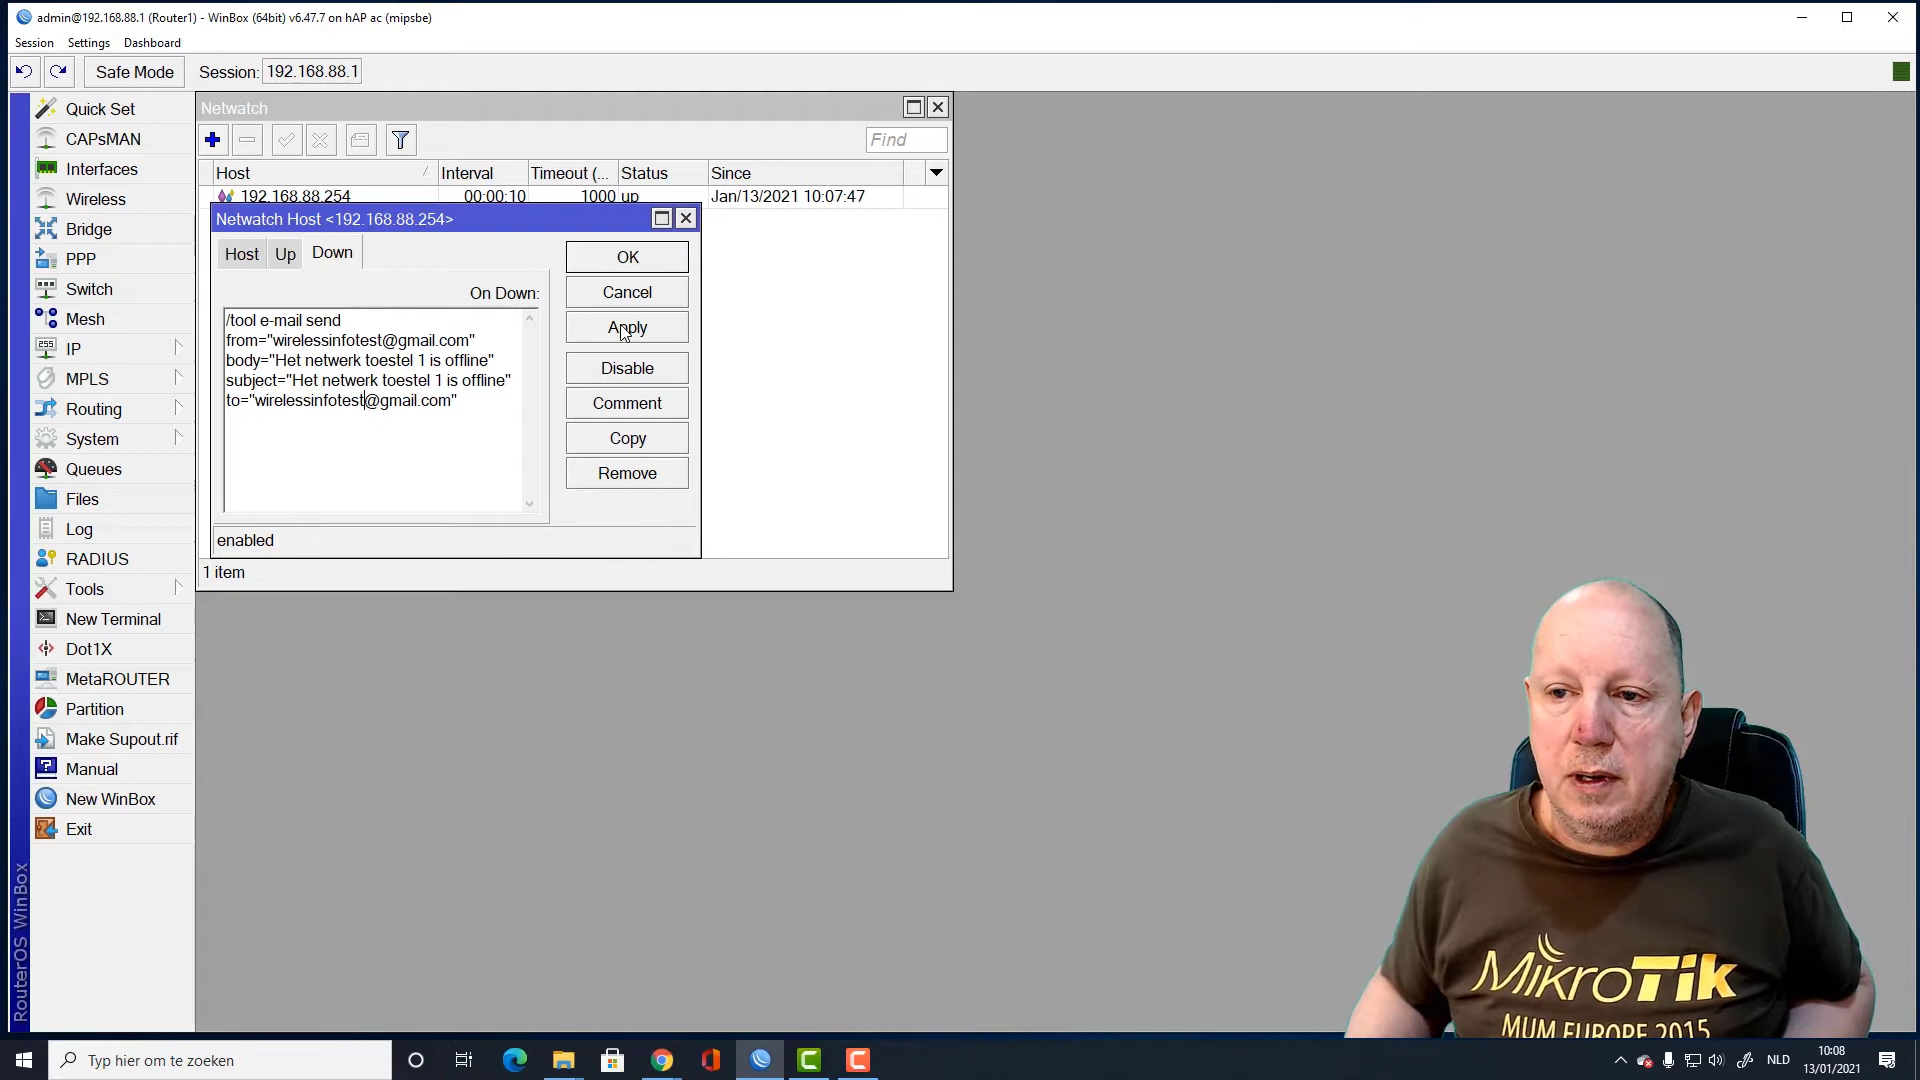 admin@192.168.88.1 (Router1) - WinBox (64bit) v6.47.7 on hAP ac (mipsbe)
Session Settings Dashboard
Safe Mode Session: 192.168.88.1
Quick Set
CAPsMAN
Interfaces
Wireless
Bridge
PPP
Switch
Mesh
255
IP
MPLS
Routing
System
Queues
Files
Log
RADIUS
Tools
New Terminal
Dot1X
MetaROUTER
Partition
Make Supout.rif
Manual
New WinBox
Exit
RouterOS WinBox
Netwatch
Find
Host Interval Timeout (... Status Since
192.168.88.254 00:00:10 1000 up Jan/13/2021 10:07:47
Netwatch Host <192.168.88.254>
Host Up Down
On Down:
/tool e-mail send
from="wirelessinfotest@gmail.com"
body="Het netwerk toestel 1 is offline"
subject="Het netwerk toestel 1 is offline"
to="wirelessinfotest@gmail.com"
OK
Cancel
Apply
Disable
Comment
Copy
Remove
enabled
1 item
MikroTik
MUM EUROPE 2015
Typ hier om te zoeken
NLD
10:08
13/01/2021